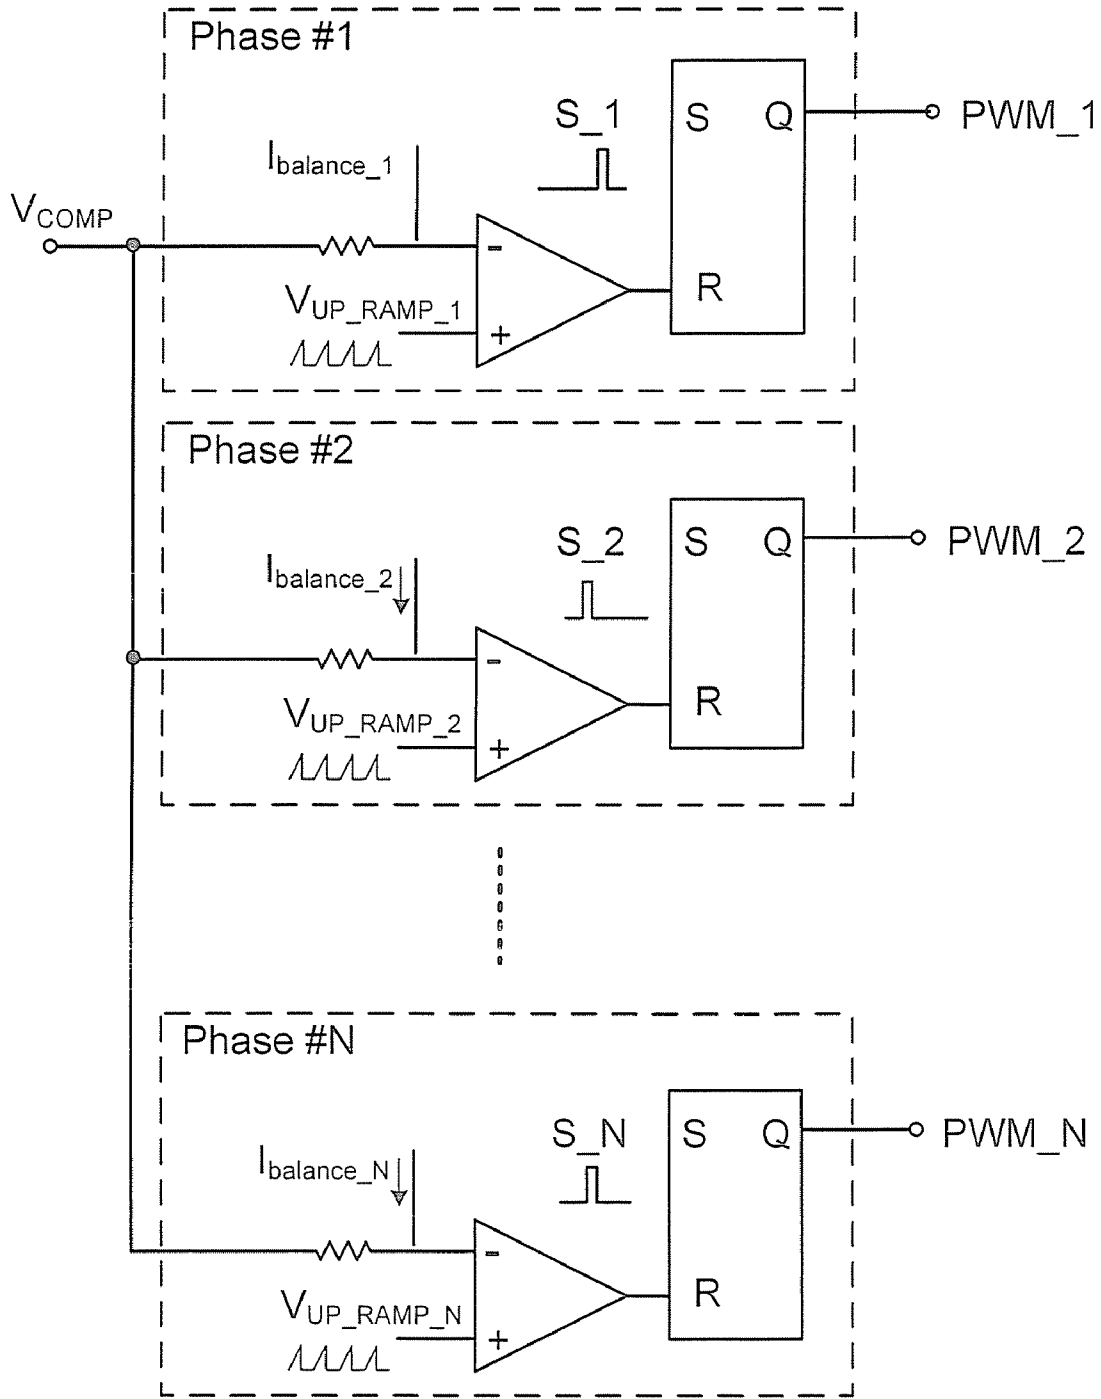 Phase #1
S_1
S Q
PWM_1
Ibalance_1
VCOMP
-
R
VUP_RAMP_1
+
Phase #2
S_2
S Q
PWM_2
Ibalance_2
-
R
VUP_RAMP_2
+
Phase #N
S_N
S Q
PWM_N
Ibalance_N
-
R
VUP_RAMP_N
+